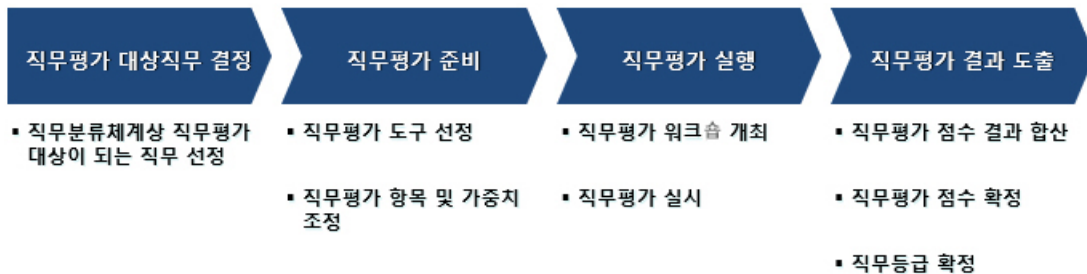 직무평가 대상직무 결정
직무평가 준비
직무평가 실행
직무평가 결과 도출
▪ 직무분류체계상 직무평가
대상이 되는 직무 선정
▪ 직무평가 도구 선정
▪ 직무평가 항목 및 가중치
조정
▪ 직무평가 워크숍 개최
▪ 직무평가 실시
▪ 직무평가 점수 결과 합산
▪ 직무평가 점수 확정
▪ 직무등급 확정